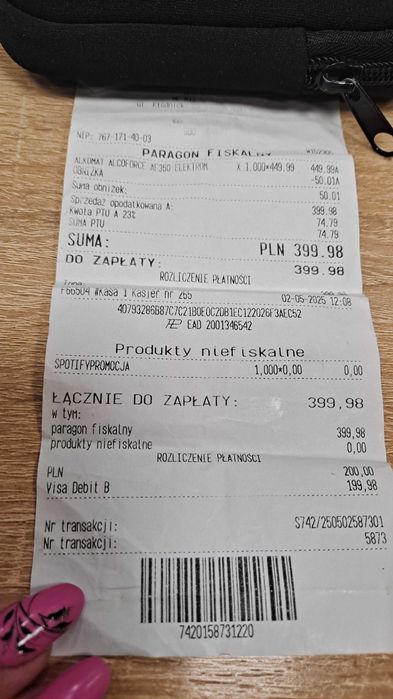 NIP: 767-171-40-03
PARAGON FISKALNY
ALKOMAT ALCOFORCE AF350 ELEKTROM X 1.000×449.99 449,99A
OBNIŻKA -50.01A
Suma obniżek: 50.01
Sprzedaż opodatkowana A: 399.98
Kwota PTU A 23% 74.79
SUMA PTU 74.79
SUMA: PLN 399.98
DO ZAPŁATY: 399.98
ROZLICZENIE PŁATNOŚCI
F66504 #Kasa 1 Kasjer nr 265 02-05-2025 12:08
40793286B87C7C21B0E0C2DB1EC122026F3AEC52
EAD 2001346542
Produkty niefiskalne
SPOTIFYPROMOCJA 1,000×0,00 0,00
ŁĄCZNIE DO ZAPŁATY: 399,98
w tym:
paragon fiskalny 399,98
produkty niefiskalne 0,00
ROZLICZENIE PŁATNOŚCI
PLN 200,00
Visa Debit B 199,98
Nr transakcji: S742/250502587301
Nr transakcji: 5873
7420158731220